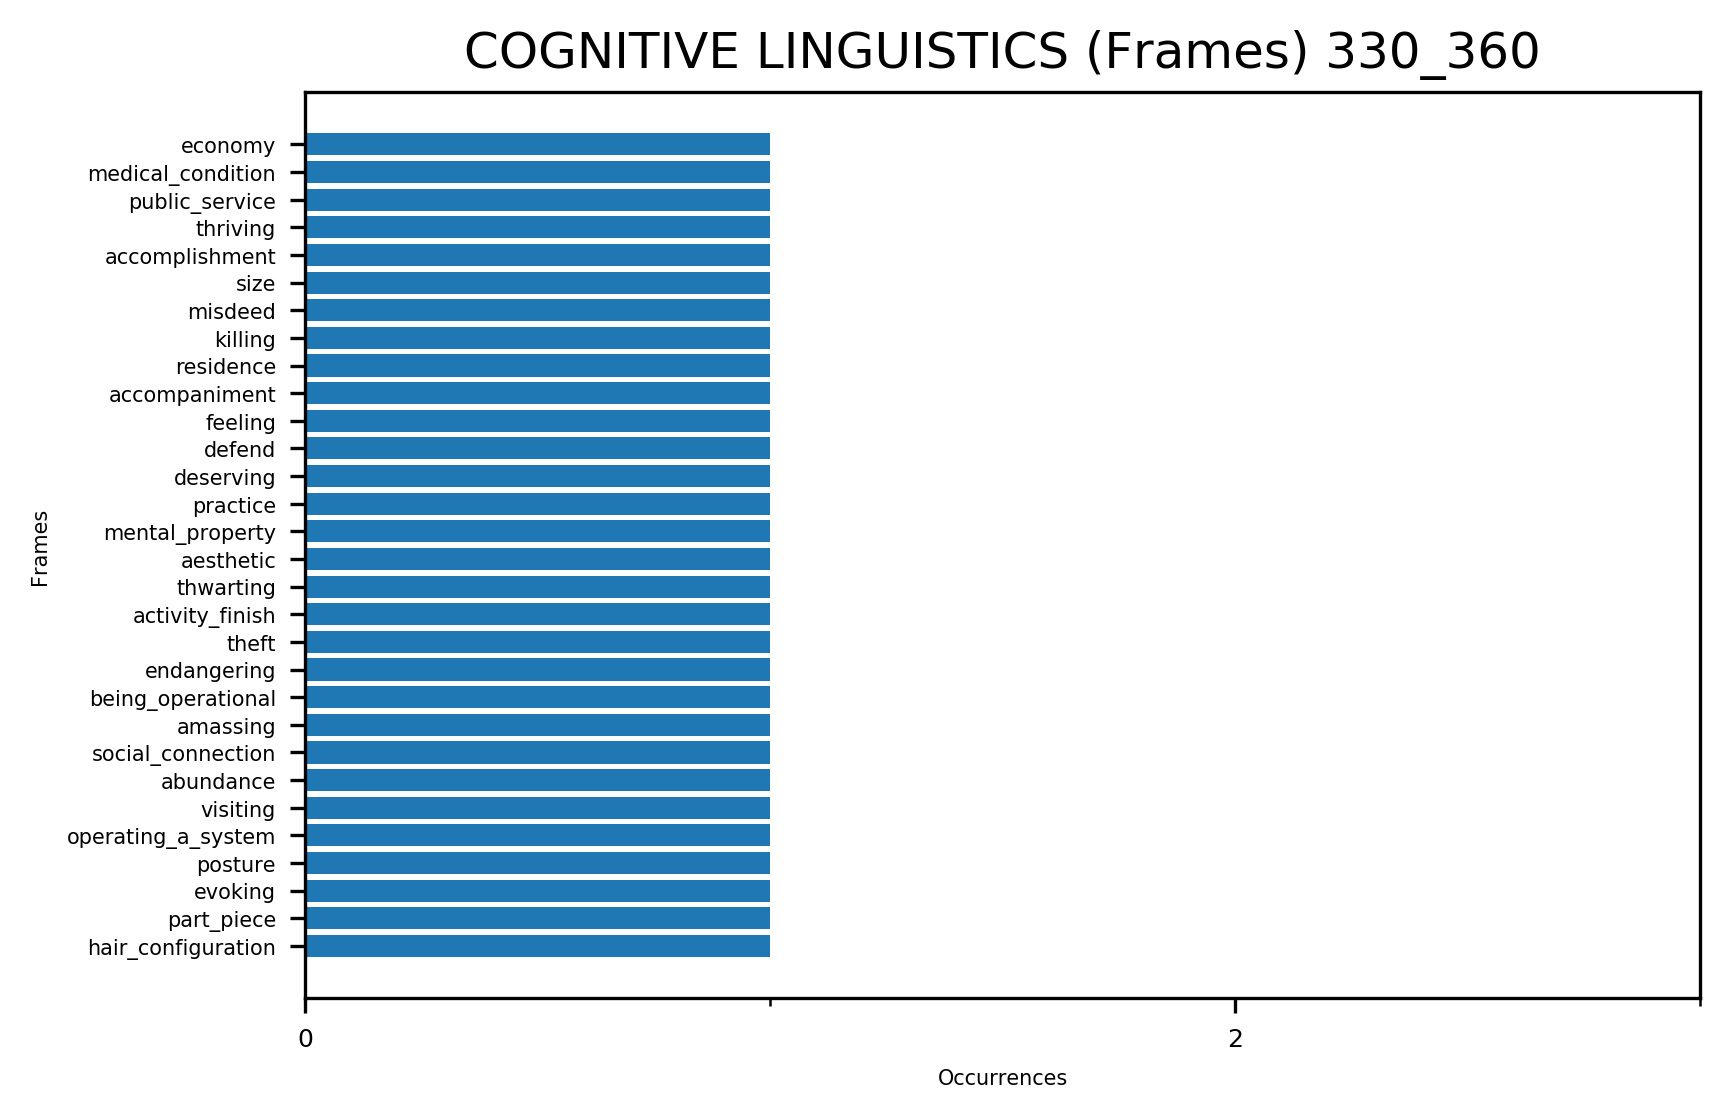 COGNITIVE LINGUISTICS (Frames) 330_360
economy
medical_condition
public_service
thriving
accomplishment
size
misdeed
killing
residence
accompaniment
feeling
defend
deserving
practice
mental_property
aesthetic
thwarting
activity_finish
theft
endangering
being_operational
amassing
social_connection
abundance
visiting
operating_a_system
posture
evoking
part_piece
hair_configuration
Frames
0
2
Occurrences